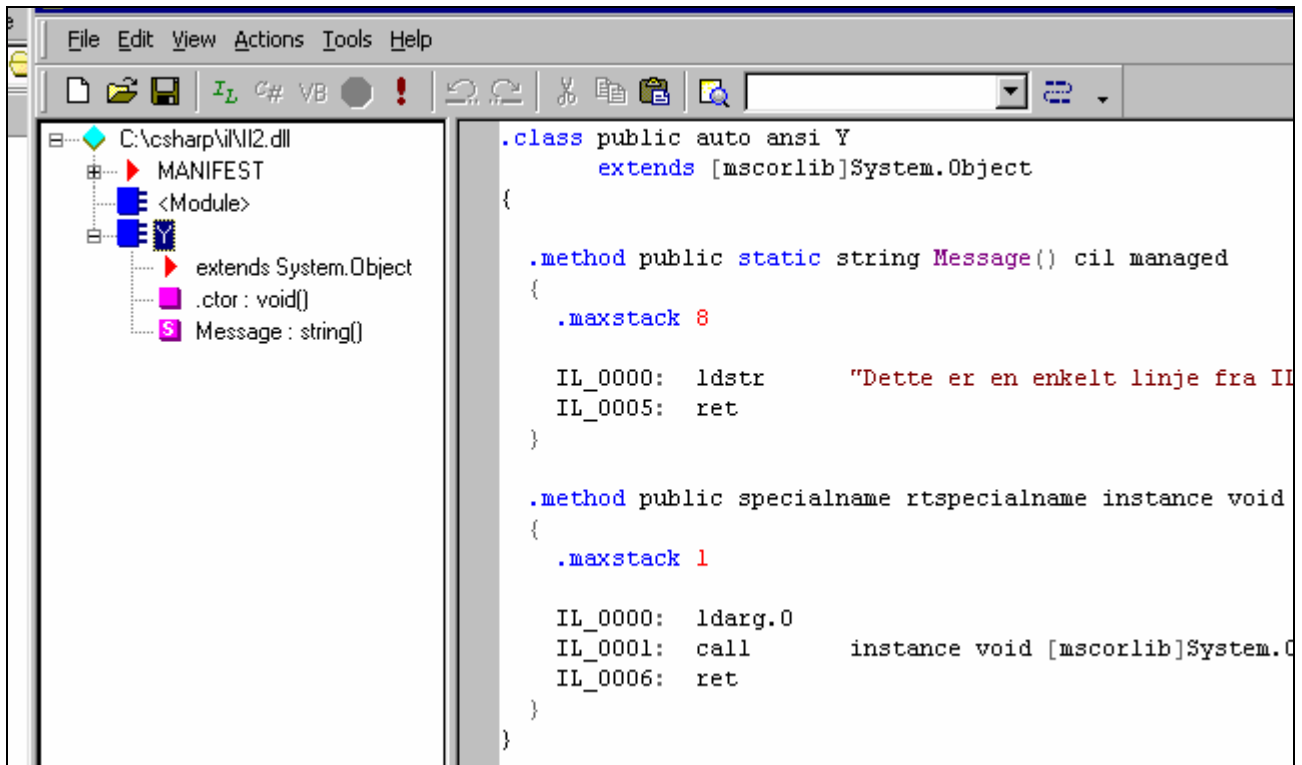 File Edit View Actions Tools Help
IL C# VB
C:\csharp\il\Il2.dll
MANIFEST
<Module>
Y
extends System.Object
.ctor : void()
S Message : string()
.class public auto ansi Y
extends [mscorlib]System.Object
{
.method public static string Message() cil managed
{
.maxstack 8
IL_0000: ldstr "Dette er en enkelt linje fra IL
IL_0005: ret
}
.method public specialname rtspecialname instance void
{
.maxstack 1
IL_0000: ldarg.0
IL_0001: call instance void [mscorlib]System.
IL_0006: ret
}
}